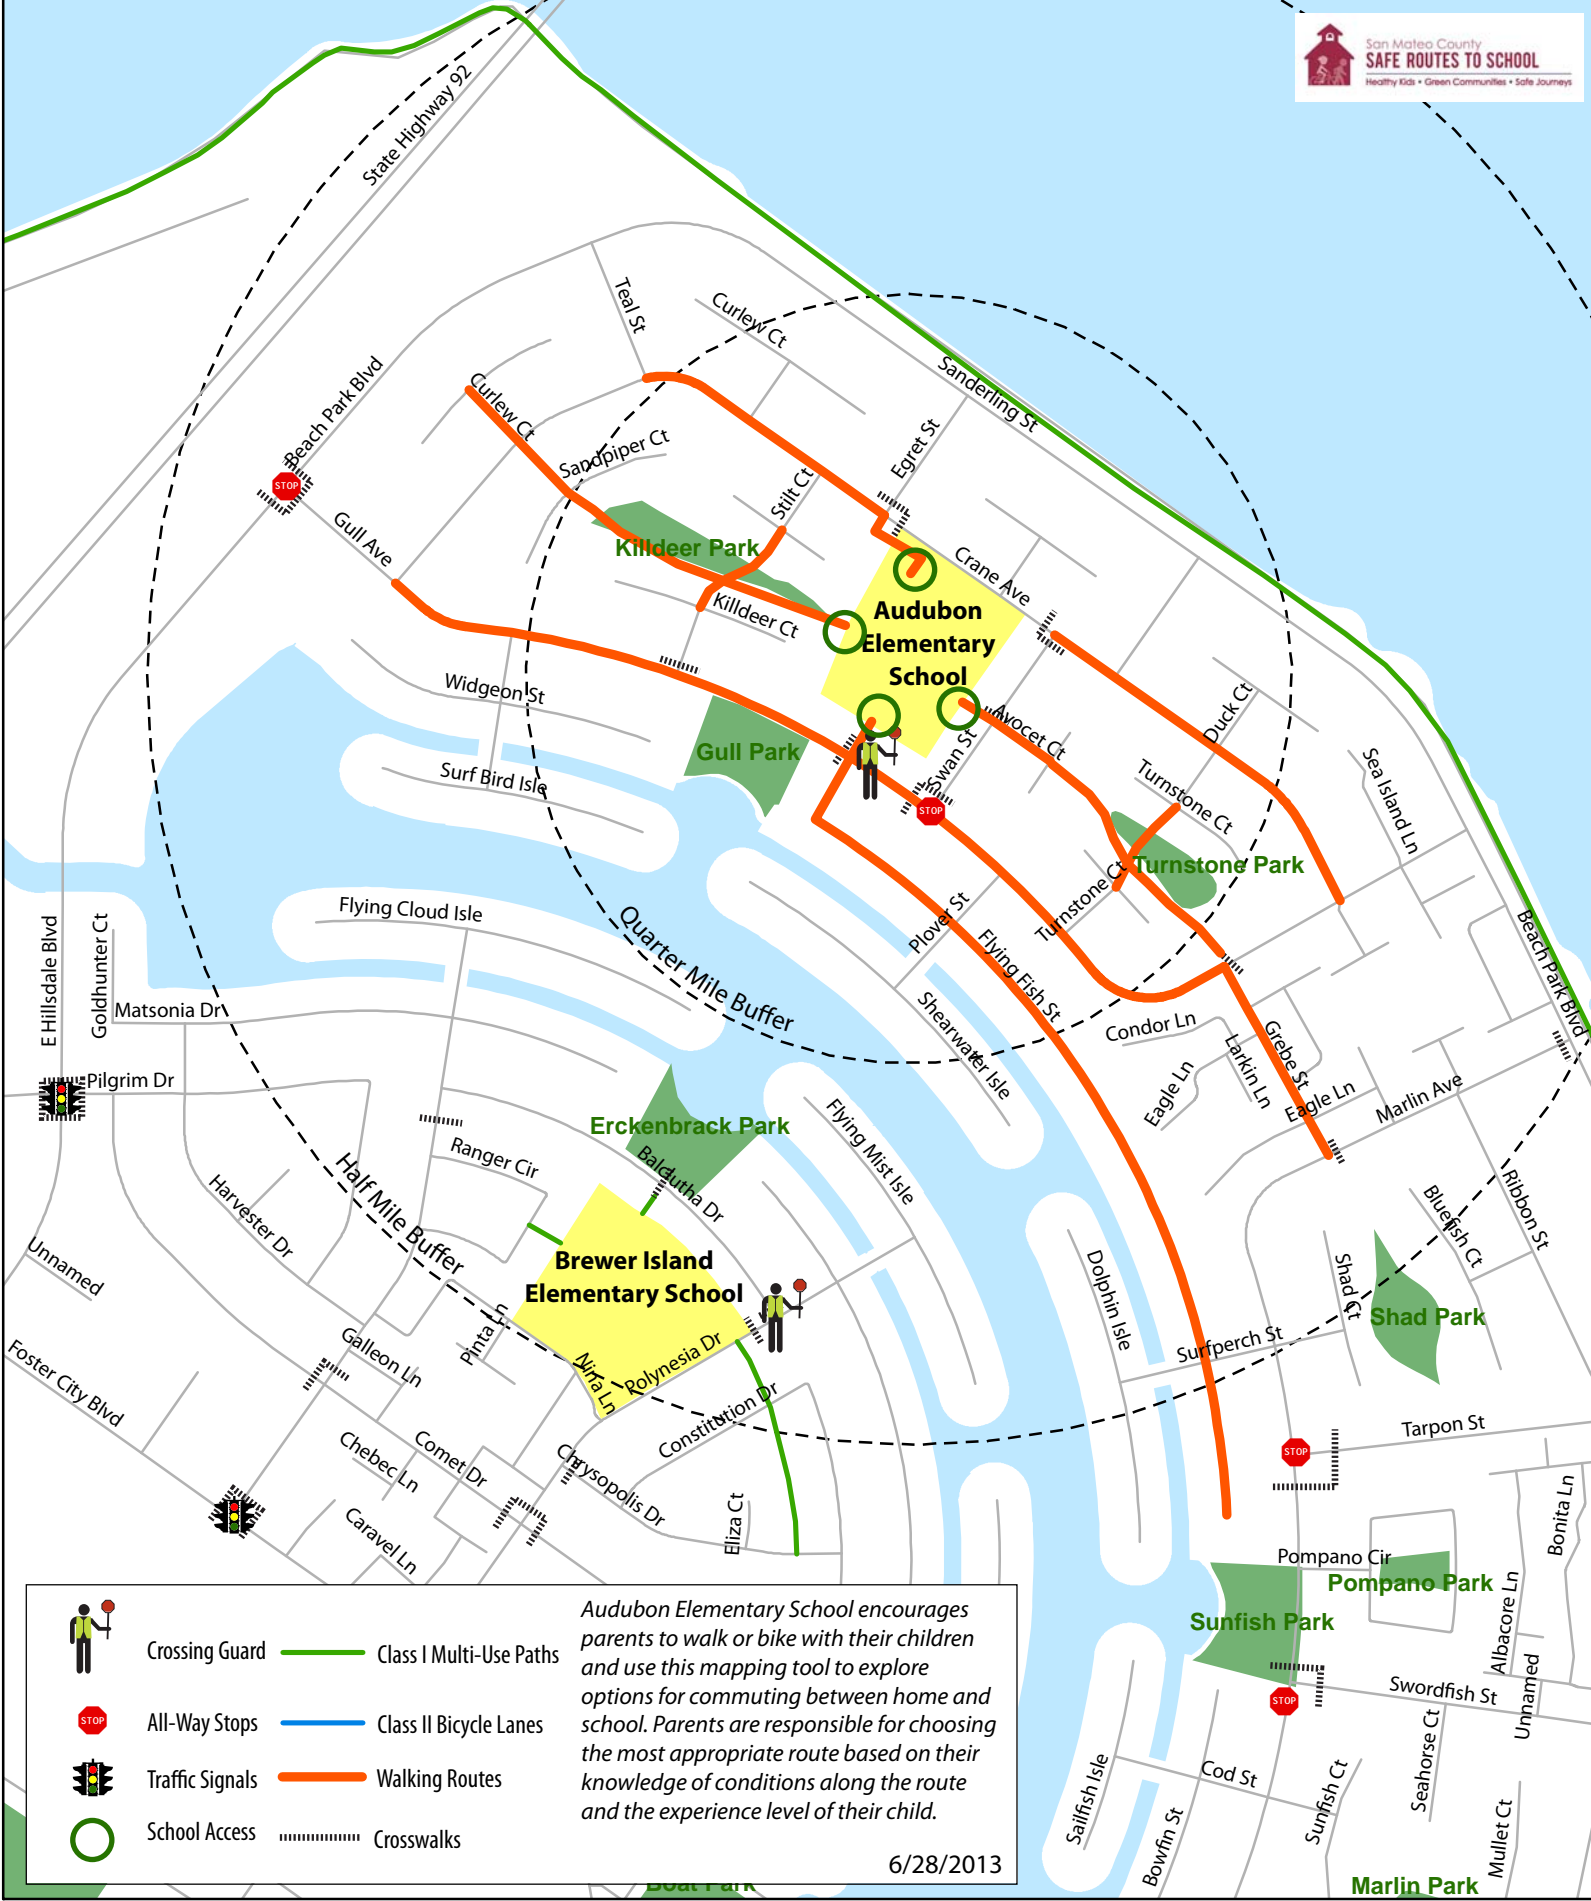 San Mateo County
SAFE ROUTES TO SCHOOL
Healthy Kids • Green Communities • Safe Journeys
State Highway 92
Teal St
Curlew Ct
Sanderling St
Beach Park Blvd
Curlew Ct
Egret St
Sandpiper Ct
Stilt Ct
STOP
Gull Ave
Killdeer Park
Crane Ave
Killdeer Ct
Audubon
Elementary
School
Widgeon St
Duck Ct
Avocet Ct
Gull Park
Swan St
Surf Bird Isle
Turnstone Ct
Sea Island Ln
STOP
Turnstone Park
Turnstone Ct
Flying Cloud Isle
Quarter Mile Buffer
Plover St
Flying Fish St
Beach Park Blvd
E Hillsdale Blvd
Goldhunter Ct
Matsonia Dr
Shearwater Isle
Condor Ln
Larkin Ln
Grebe St
Pilgrim Dr
Eagle Ln
Eagle Ln
Marlin Ave
Erckenbrack Park
Flying Mist Isle
Ranger Cir
Balclutha Dr
Half Mile Buffer
Harvester Dr
Ribbon St
Bluefish Ct
Unnamed
Brewer Island
Elementary School
Dolphin Isle
Shad Ct
Shad Park
Surfperch St
Pinta Ln
Galleon Ln
Nina Ln
Polynesia Dr
Foster City Blvd
Constitution Dr
Tarpon St
STOP
Chebec Ln
Comet Dr
Chrysopolis Dr
Eliza Ct
Caravel Ln
Bonita Ln
Pompano Cir
Pompano Park
Sunfish Park
Albacore Ln
Unnamed
Swordfish St
STOP
Seahorse Ct
Cod St
Sailfish Isle
Sunfish Ct
Bowfin St
Mullet Ct
Marlin Park
Boat Park
Crossing Guard
Class I Multi-Use Paths
STOP
All-Way Stops
Class II Bicycle Lanes
Traffic Signals
Walking Routes
School Access
Crosswalks
Audubon Elementary School encourages
parents to walk or bike with their children
and use this mapping tool to explore
options for commuting between home and
school. Parents are responsible for choosing
the most appropriate route based on their
knowledge of conditions along the route
and the experience level of their child.
6/28/2013